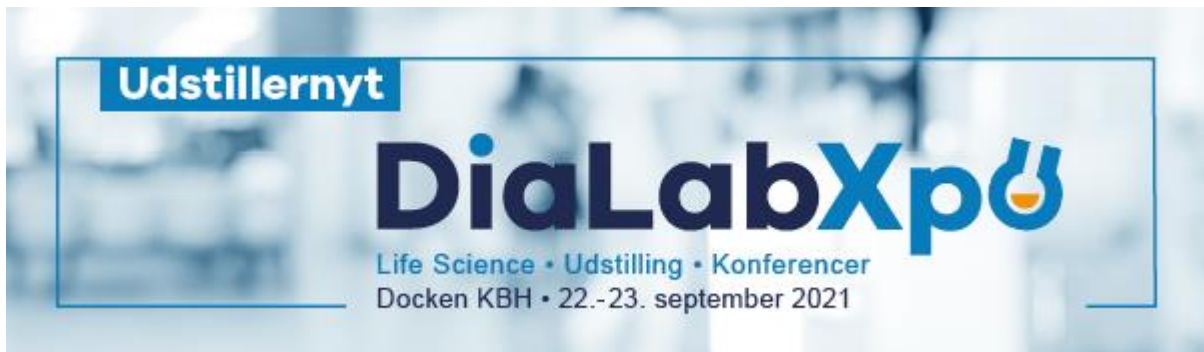 Udstillernyt
DiaLabXpo
Life Science • Udstilling • Konferencer
Docken KBH • 22.-23. september 2021